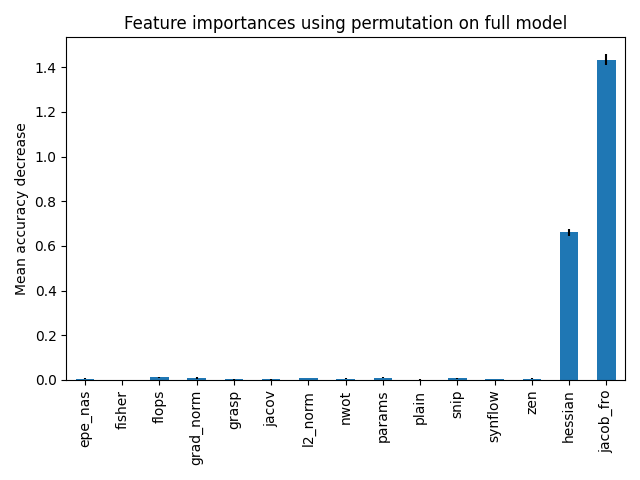 Feature importances using permutation on full model
Mean accuracy decrease
1.4
1.2
1.0
0.8
0.6
0.4
0.2
0.0
epe_nas
fisher
flops
grad_norm
grasp
jacov
l2_norm
nwot
params
plain
snip
synflow
zen
hessian
jacob_fro